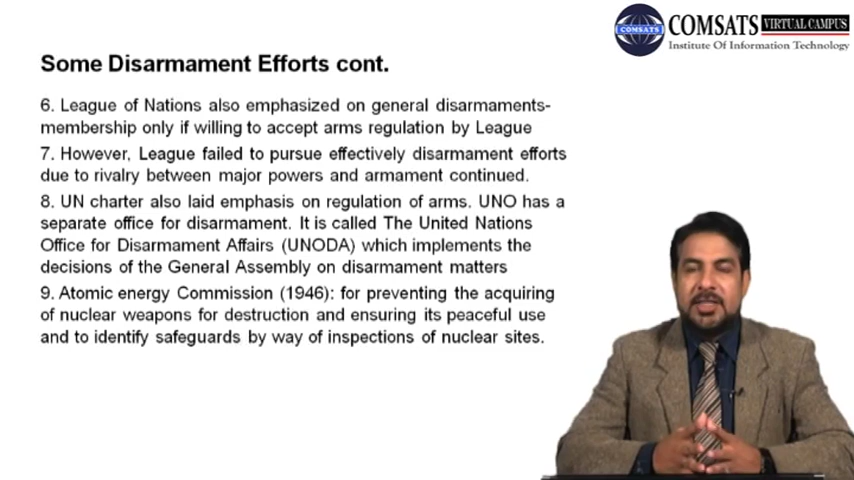 COMSATS
COMSATS VIRTUAL CAMPUS
Institute Of Information Technology
Some Disarmament Efforts cont.
6. League of Nations also emphasized on general disarmaments-
membership only if willing to accept arms regulation by League
7. However, League failed to pursue effectively disarmament efforts
due to rivalry between major powers and armament continued.
8. UN charter also laid emphasis on regulation of arms. UNO has a
separate office for disarmament. It is called The United Nations
Office for Disarmament Affairs (UNODA) which implements the
decisions of the General Assembly on disarmament matters
9. Atomic energy Commission (1946): for preventing the acquiring
of nuclear weapons for destruction and ensuring its peaceful use
and to identify safeguards by way of inspections of nuclear sites.